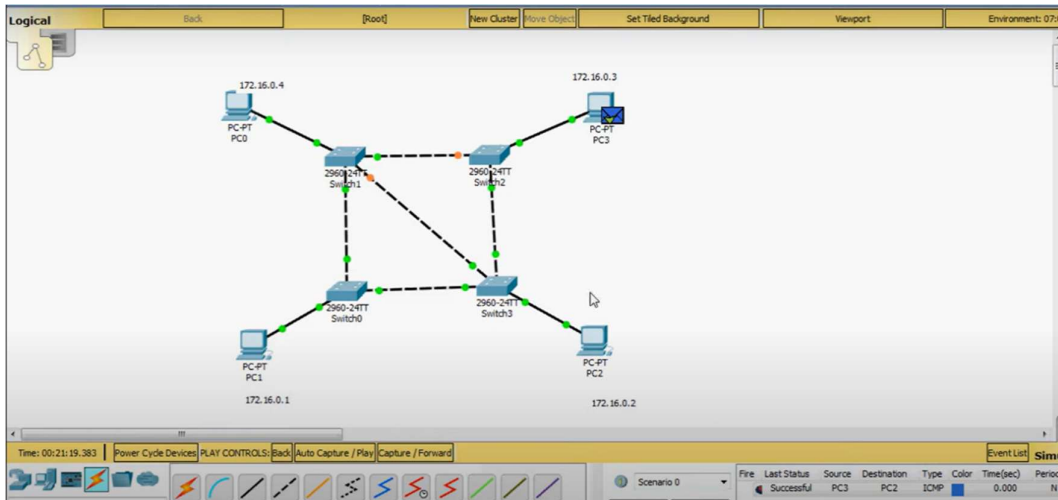 Logical
Back
[Root]
New Cluster
Move Object
Set Tiled Background
Viewport
Environment: 07:
172.16.0.4
172.16.0.3
PC-PT
PC0
PC-PT
PC3
2960-24TT
Switch1
2960-24TT
Switch2
2960-24TT
Switch0
2960-24TT
Switch3
PC-PT
PC1
PC-PT
PC2
172.16.0.1
172.16.0.2
Time: 00:21:19.383
Power Cycle Devices
PLAY CONTROLS:
Back
Auto Capture / Play
Capture / Forward
Event List
Sim
Scenario 0
Fire Last Status Source Destination Type Color Time(sec) Period
Successful PC3 PC2 ICMP 0.000 N